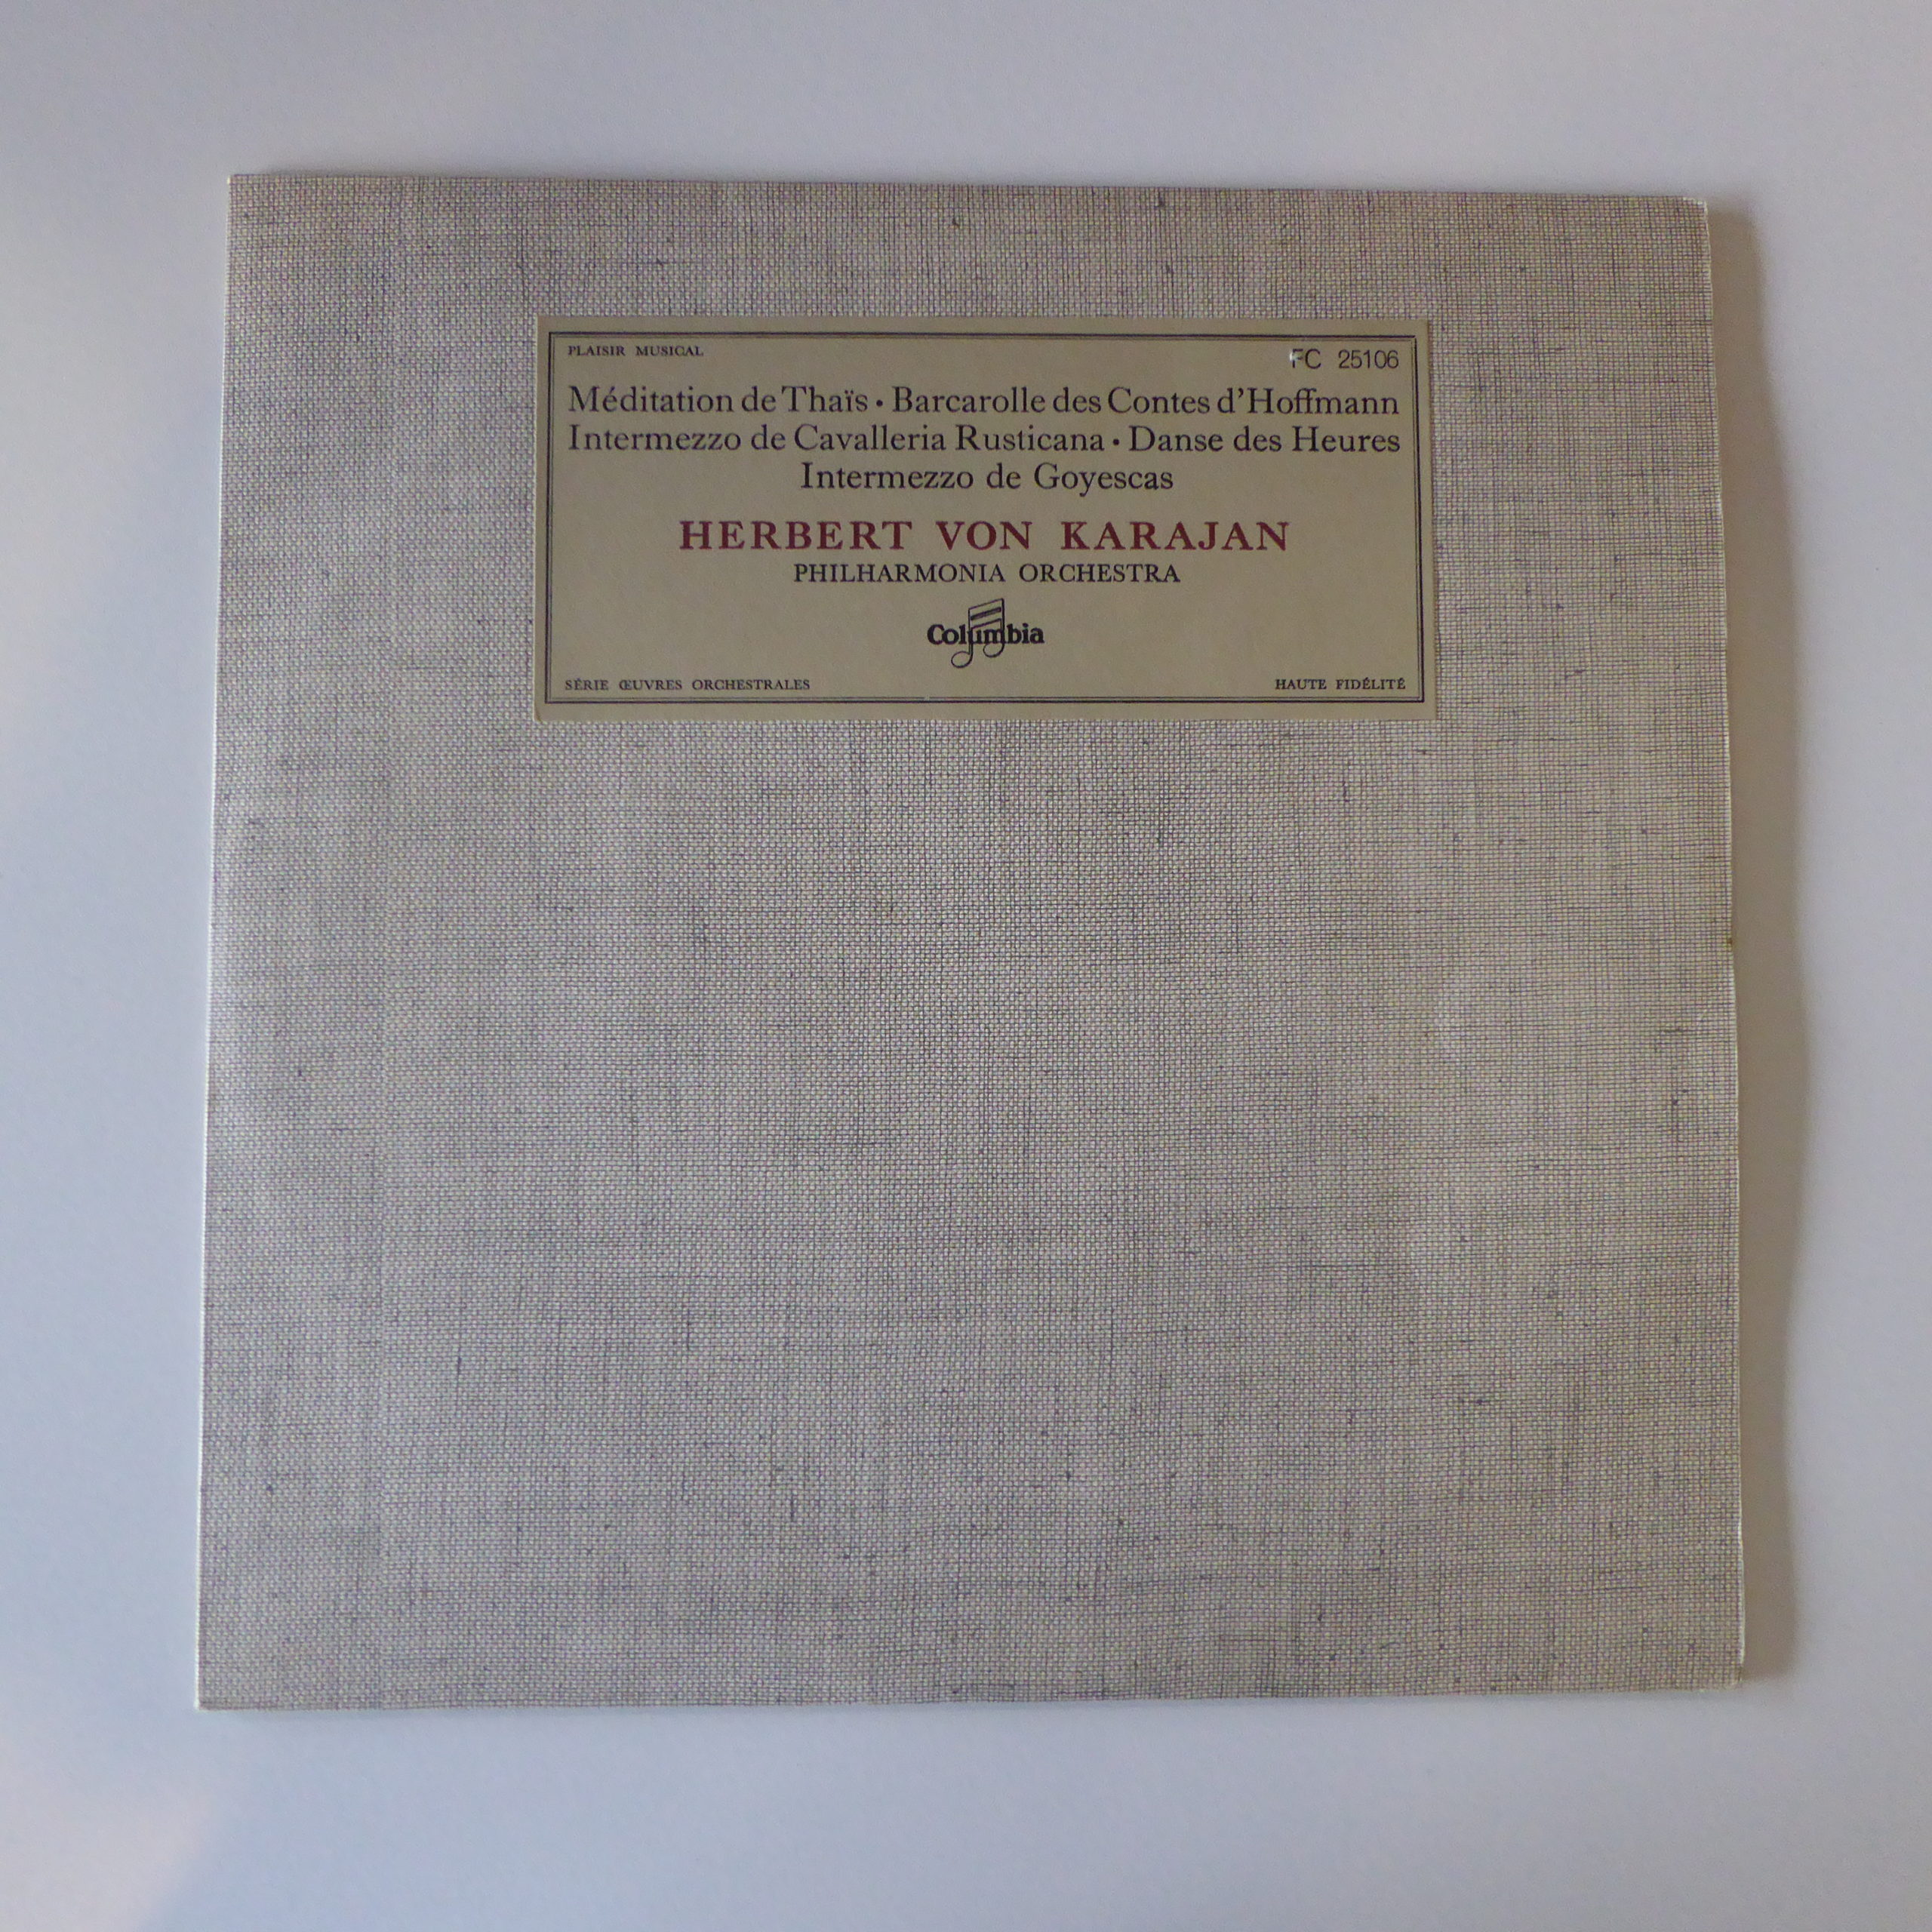 PLAISIR MUSICAL
FC 25106
Méditation de Thaïs • Barcarolle des Contes d'Hoffmann
Intermezzo de Cavalleria Rusticana • Danse des Heures
Intermezzo de Goyescas
HERBERT VON KARAJAN
PHILHARMONIA ORCHESTRA
Columbia
SÉRIE ŒUVRES ORCHESTRALES
HAUTE FIDÉLITÉ